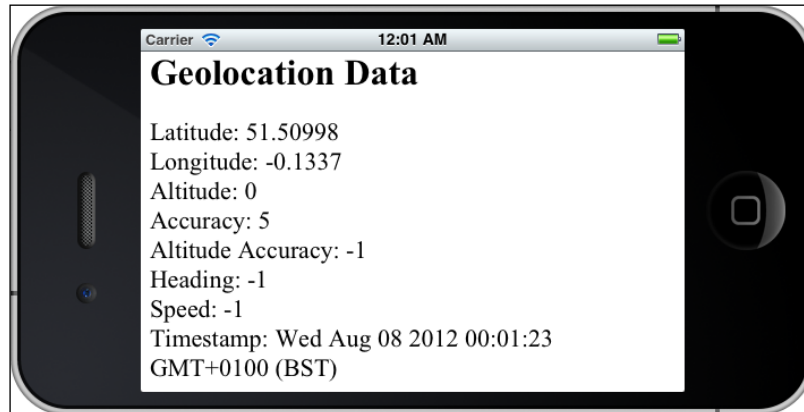 Carrier 12:01 AM
Geolocation Data
Latitude: 51.50998
Longitude: -0.1337
Altitude: 0
Accuracy: 5
Altitude Accuracy: -1
Heading: -1
Speed: -1
Timestamp: Wed Aug 08 2012 00:01:23
GMT+0100 (BST)